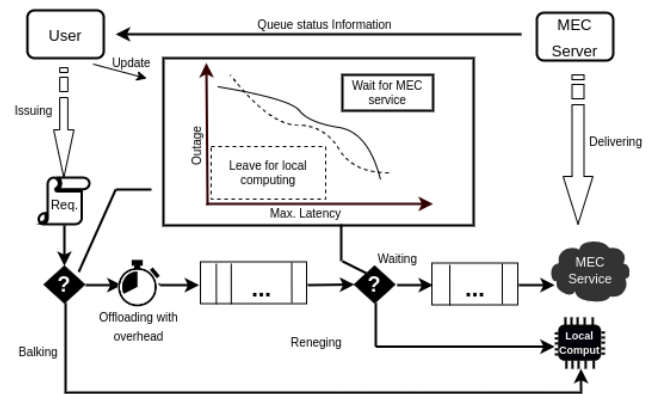 Queue status Information
User
MEC
Server
Update
Issuing
Outage
Wait for MEC
service
Leave for local
computing
Max. Latency
Delivering
Req.
?
Offloading with
overhead
...
?
Waiting
...
MEC
Service
Balking
Reneging
Local
Comput